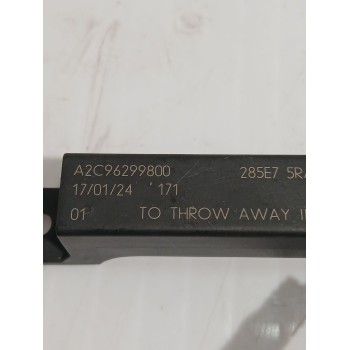 A2C96299800 285E7
17/01/24 171
01 TO THROW AWAY